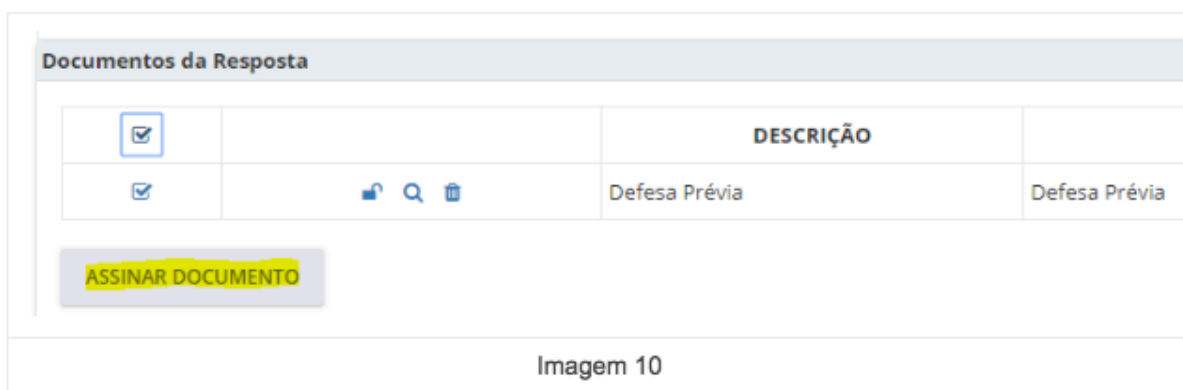 Documentos da Resposta
DESCRIÇÃO
Defesa Prévia Defesa Prévia
ASSINAR DOCUMENTO
Imagem 10